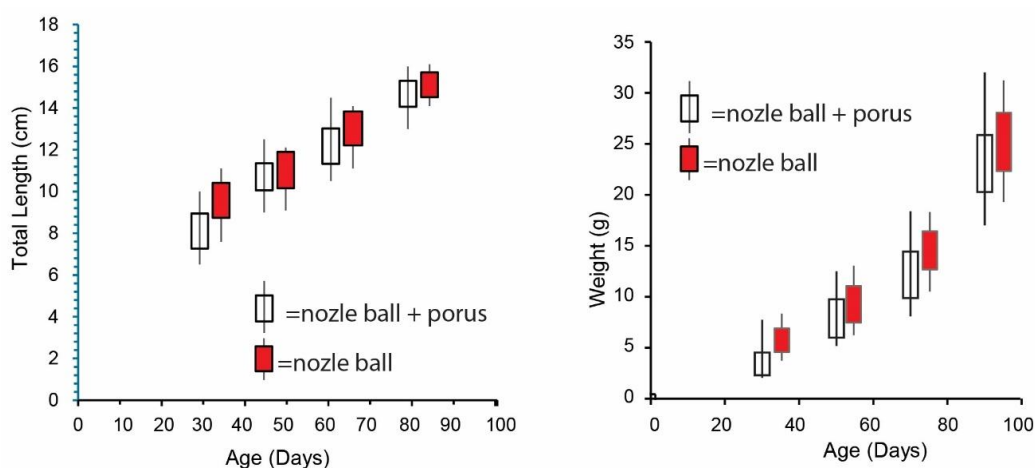 18
16
14
12
10
8
6
4
2
0
Total Length (cm)
=nozle ball + porus
=nozle ball
0 10 20 30 40 50 60 70 80 90 100
Age (Days)
35
30
25
20
15
10
5
0
Weight (g)
=nozle ball + porus
=nozle ball
0 20 40 60 80 100
Age (Days)